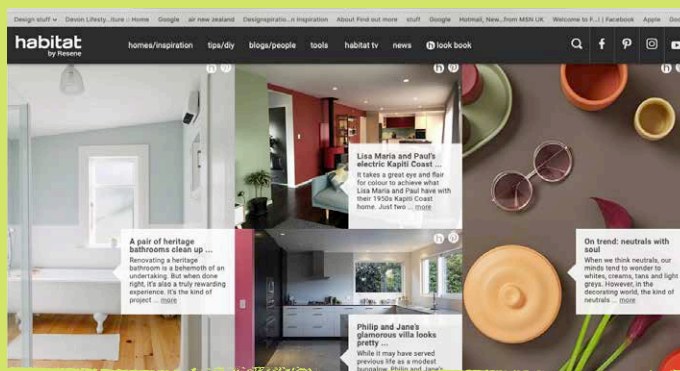 Design stuff Devon Lifesty...lture :: Home Google air new zealand Designspiratio...n Inspiration About Find out more stuff Google Hotmail, New...from MSN UK Welcome to F...! | Facebook Apple
habitat
by Resene
homes/inspiration tips/diy blogs/people tools habitat tv news h look book
Lisa Maria and Paul's
electric Kapiti Coast ...
It takes a great eye and flair
for colour to achieve what
Lisa Maria and Paul have with
their 1950s Kapiti Coast
home. Just two ... more
A pair of heritage
bathrooms clean up ...
Renovating a heritage
bathroom is a behemoth of an
undertaking. But when done
right, it's also a truly rewarding
experience. It's the kind of
project ... more
On trend: neutrals with
soul
When we think neutrals, our
minds tend to wonder to
whites, creams, tans and light
greys. However, in the
decorating world, the kind of
neutrals ... more
Philip and Jane's
glamorous villa looks
pretty ...
While it may have served
previous life as a modest
bungalow, Philip and Jane's